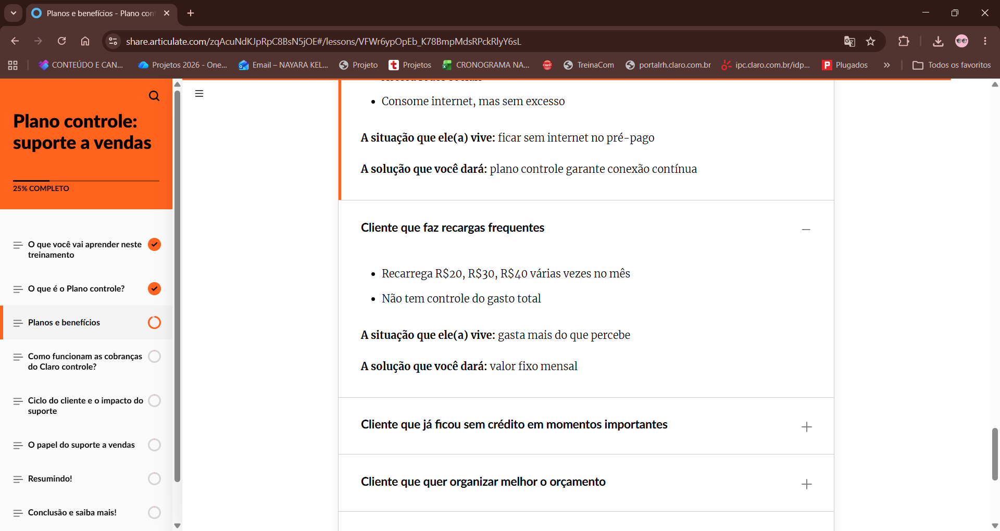 Planos e benefícios - Plano con
share.articulate.com/zqAcuNdKJpRpC8BsN5jOE#/lessons/VFWr6ypOpEb_K78BmpMdsRPckRlyY6sL
CONTEÚDO E CAN...
Projetos 2026 - One...
Email – NAYARA KEL...
Projeto
Projetos
CRONOGRAMA NA...
TreinaCom
portalrh.claro.com.br
ipc.claro.com.br/idp...
Plugados
Todos os favoritos
Plano controle:
suporte a vendas
25% COMPLETO
O que você vai aprender neste
treinamento
O que é o Plano controle?
Planos e benefícios
Como funcionam as cobranças
do Claro controle?
Ciclo do cliente e o impacto do
suporte
O papel do suporte a vendas
Resumindo!
Conclusão e saiba mais!
• Consome internet, mas sem excesso
A situação que ele(a) vive: ficar sem internet no pré-pago
A solução que você dará: plano controle garante conexão contínua
Cliente que faz recargas frequentes
• Recarrega R$20, R$30, R$40 várias vezes no mês
• Não tem controle do gasto total
A situação que ele(a) vive: gasta mais do que percebe
A solução que você dará: valor fixo mensal
Cliente que já ficou sem crédito em momentos importantes
Cliente que quer organizar melhor o orçamento